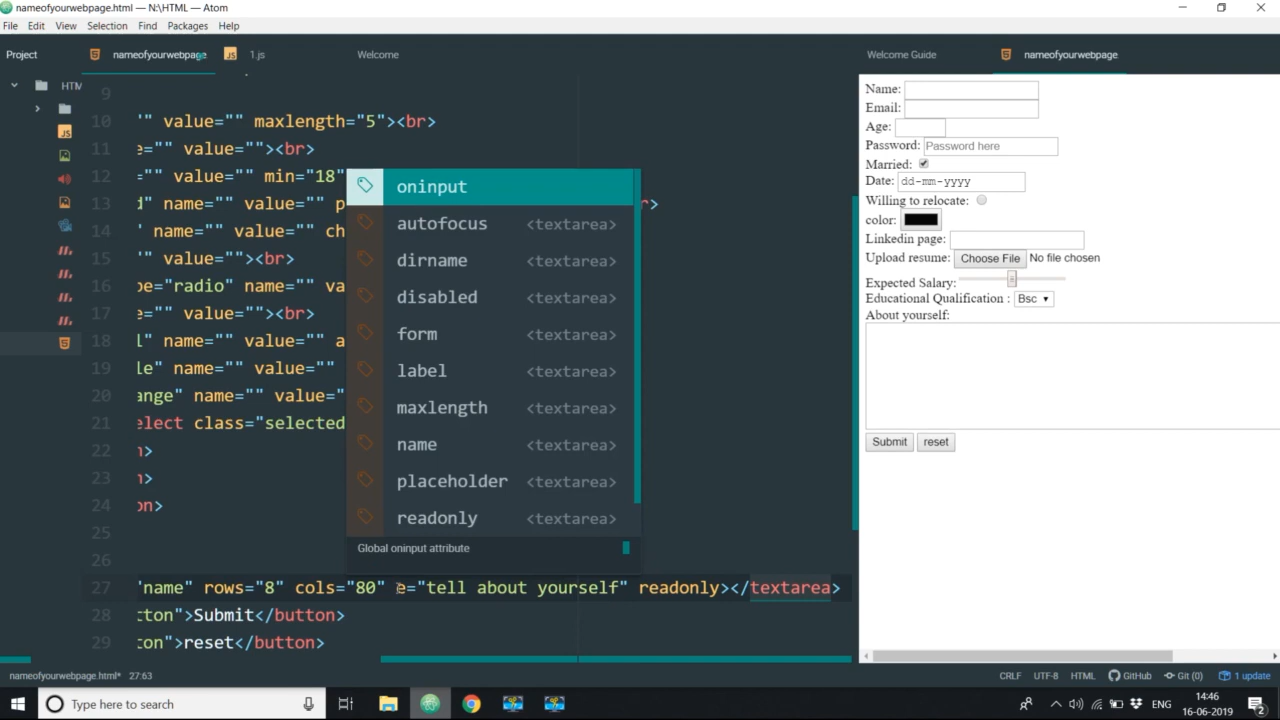 nameofyourwebpage.html — N:\HTML — Atom
File Edit View Selection Find Packages Help
Project nameofyourwebpage 1.js Welcome Welcome Guide nameofyourwebpage
HTM
9
10 '" value="" maxlength="5"><br>
11 e="" value=""><br>
12 ="" value="" min="18"
13 d" name="" value="" p r>
14 " name="" value="" ch
15 ="" value=""><br>
16 pe="radio" name="" va
17 e="" value=""><br>
18 l" name="" value="" a
19 le" name="" value=""
20 ange" name="" value="
21 elect class="selected
22 n>
23 n>
24 on>
25
26
27 "name" rows="8" cols="80" e="tell about yourself" readonly></textarea>
28 tton">Submit</button>
29 ton">reset</button>
oninput
autofocus <textarea>
dirname <textarea>
disabled <textarea>
form <textarea>
label <textarea>
maxlength <textarea>
name <textarea>
placeholder <textarea>
readonly <textarea>
Global oninput attribute
Name:
Email:
Age:
Password: Password here
Married:
Date: dd-mm-yyyy
Willing to relocate:
color:
Linkedin page:
Upload resume: Choose File No file chosen
Expected Salary:
Educational Qualification : Bsc
About yourself:
Submit reset
nameofyourwebpage.html* 27:63 CRLF UTF-8 HTML GitHub Git (0) 1 update
Type here to search ENG 14:46
16-06-2019 2